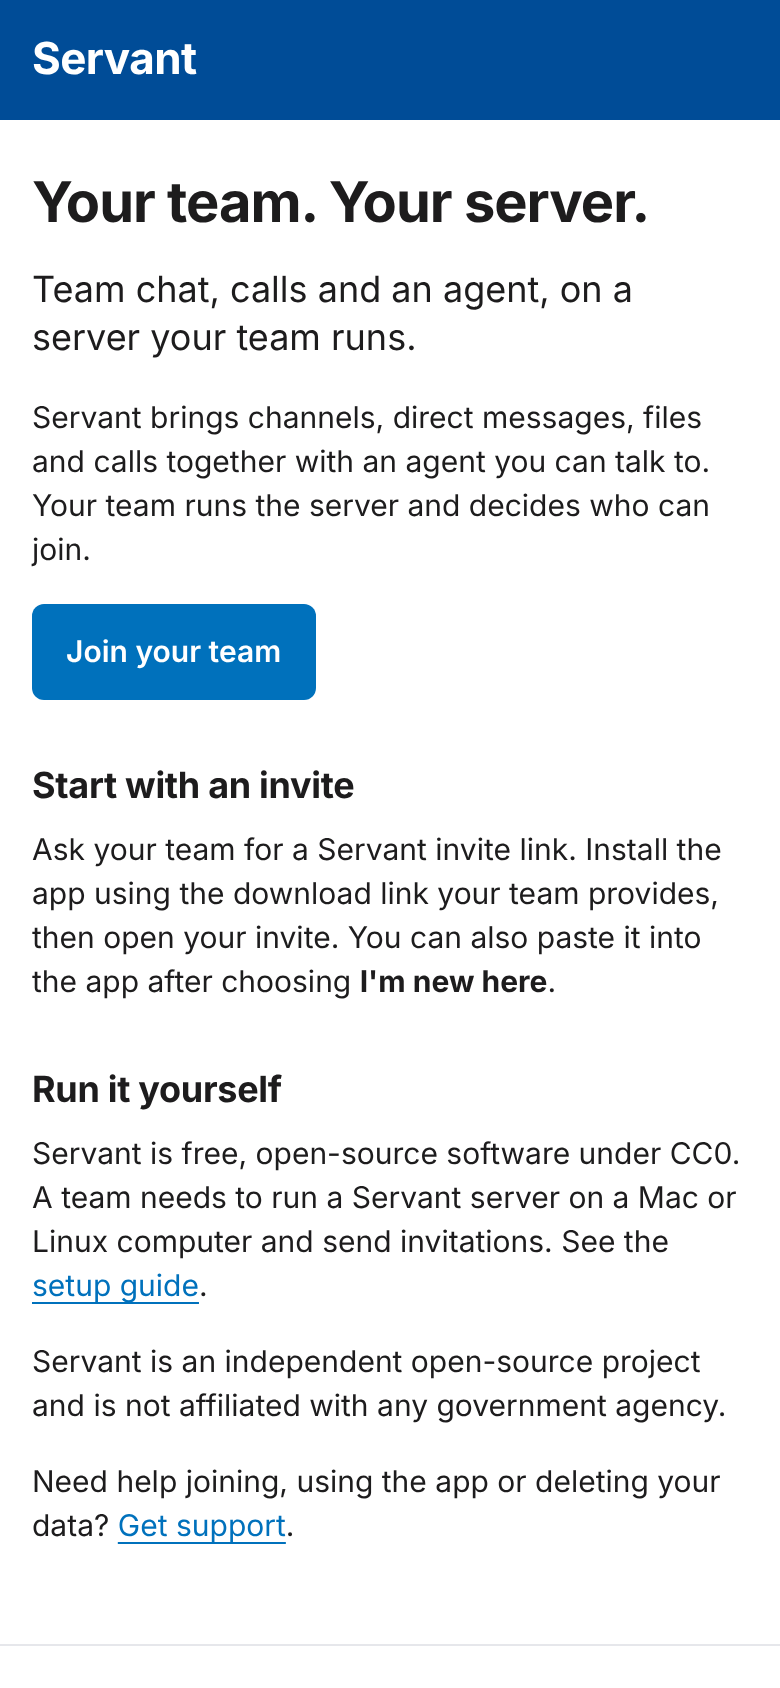 Servant
Your team. Your server.
Team chat, calls and an agent, on a
server your team runs.
Servant brings channels, direct messages, files
and calls together with an agent you can talk to.
Your team runs the server and decides who can
join.
Join your team
Start with an invite
Ask your team for a Servant invite link. Install the
app using the download link your team provides,
then open your invite. You can also paste it into
the app after choosing I'm new here.
Run it yourself
Servant is free, open-source software under CC0.
A team needs to run a Servant server on a Mac or
Linux computer and send invitations. See the
setup guide.
Servant is an independent open-source project
and is not affiliated with any government agency.
Need help joining, using the app or deleting your
data? Get support.